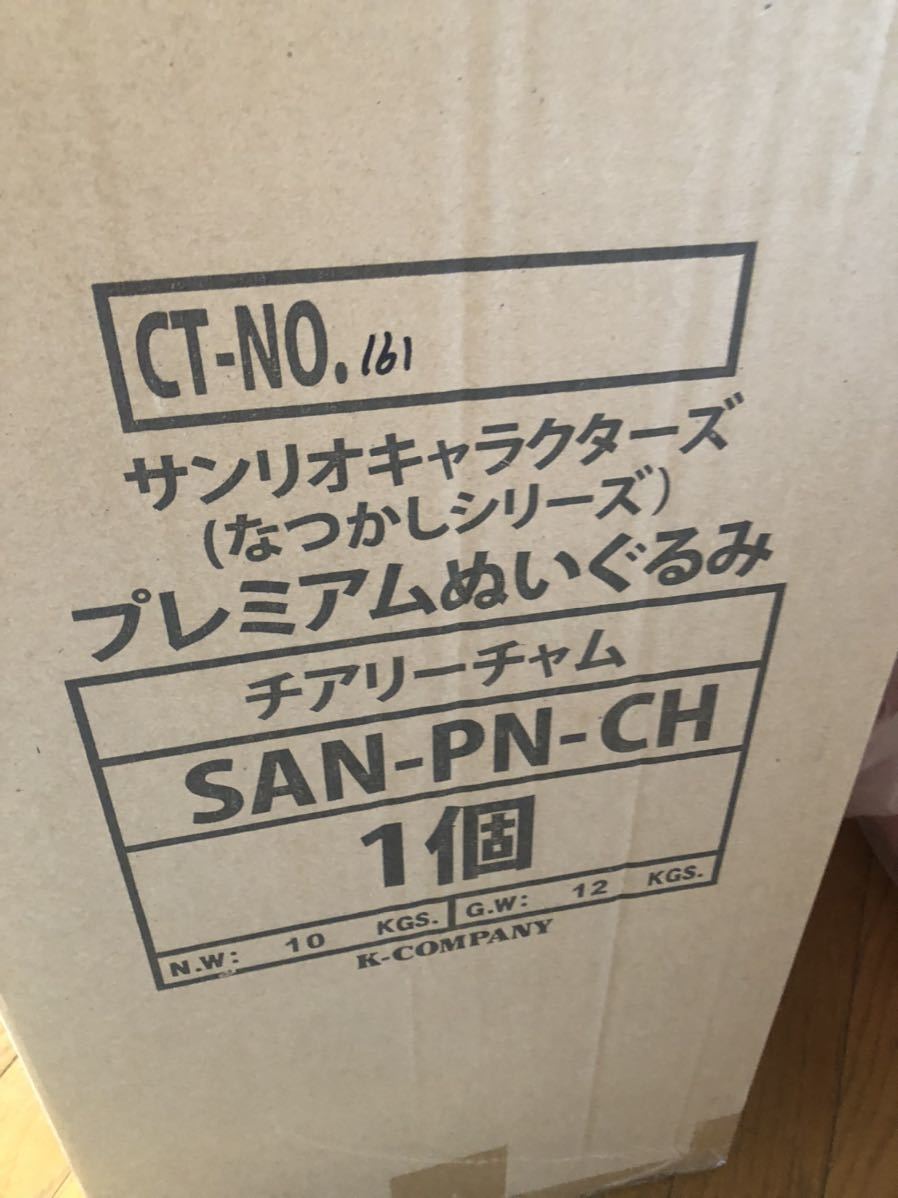 CT-NO. 161
サンリオキャラクターズ
(なつかしシリーズ)
プレミアムぬいぐるみ
チアリーチャム
SAN-PN-CH
1個
N.W: 10 KGS. G.W: 12 KGS.
K-COMPANY